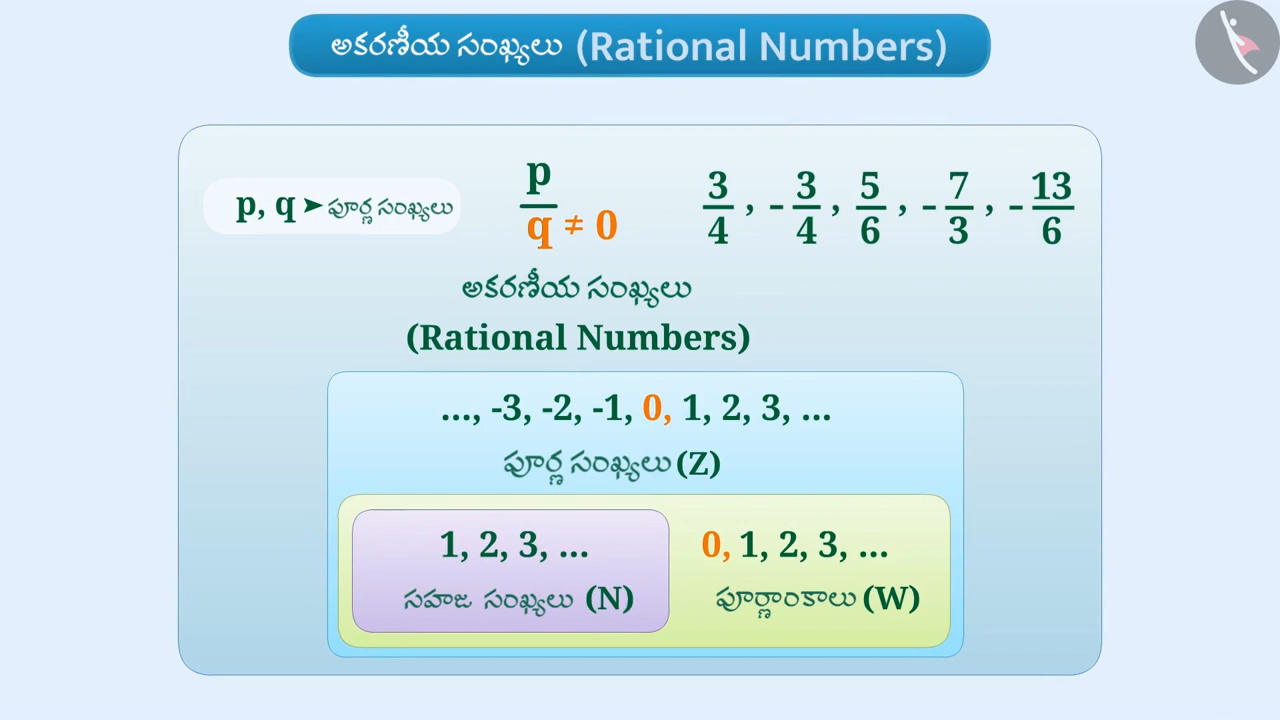 అకరణీయ సంఖ్యలు (Rational Numbers)
p, q ➤ పూర్ణ సంఖ్యలు
p/q ≠ 0
3/4, -3/4, 5/6, -7/3, -13/6
అకరణీయ సంఖ్యలు
(Rational Numbers)
..., -3, -2, -1, 0, 1, 2, 3, ...
పూర్ణ సంఖ్యలు (Z)
1, 2, 3, ...
సహజ సంఖ్యలు (N)
0, 1, 2, 3, ...
పూర్ణాంకాలు (W)